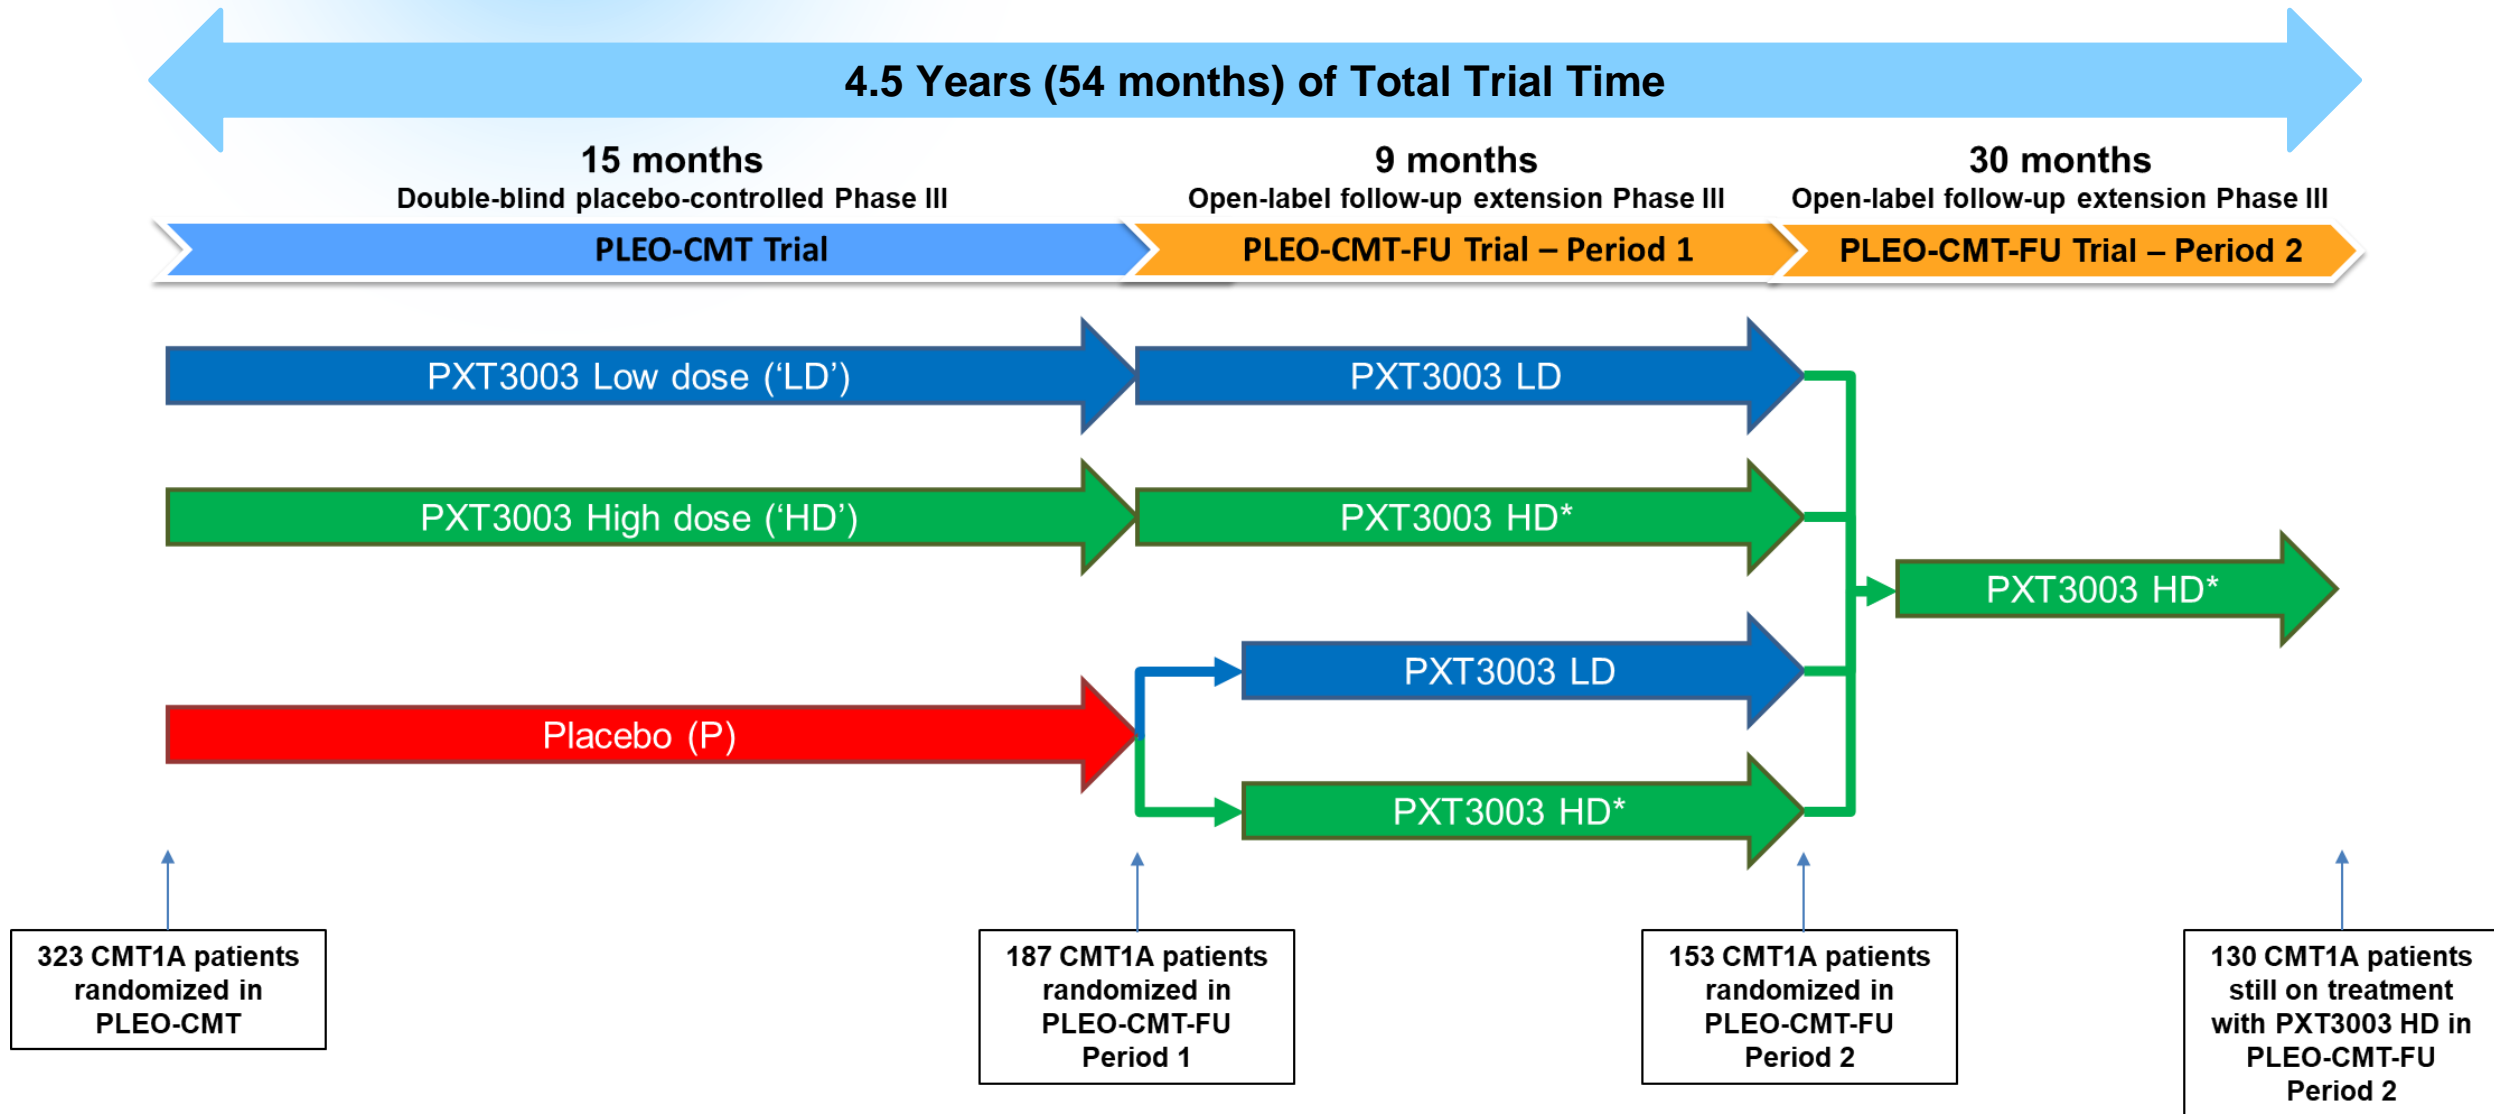 4.5 Years (54 months) of Total Trial Time
15 months
Double-blind placebo-controlled Phase III
9 months
Open-label follow-up extension Phase III
30 months
Open-label follow-up extension Phase III
PLEO-CMT Trial
PLEO-CMT-FU Trial – Period 1
PLEO-CMT-FU Trial – Period 2
PXT3003 Low dose (‘LD’)
PXT3003 LD
PXT3003 High dose (‘HD’)
PXT3003 HD*
PXT3003 HD*
PXT3003 LD
Placebo (P)
PXT3003 HD*
323 CMT1A patients
randomized in
PLEO-CMT
187 CMT1A patients
randomized in
PLEO-CMT-FU
Period 1
153 CMT1A patients
randomized in
PLEO-CMT-FU
Period 2
130 CMT1A patients
still on treatment
with PXT3003 HD in
PLEO-CMT-FU
Period 2